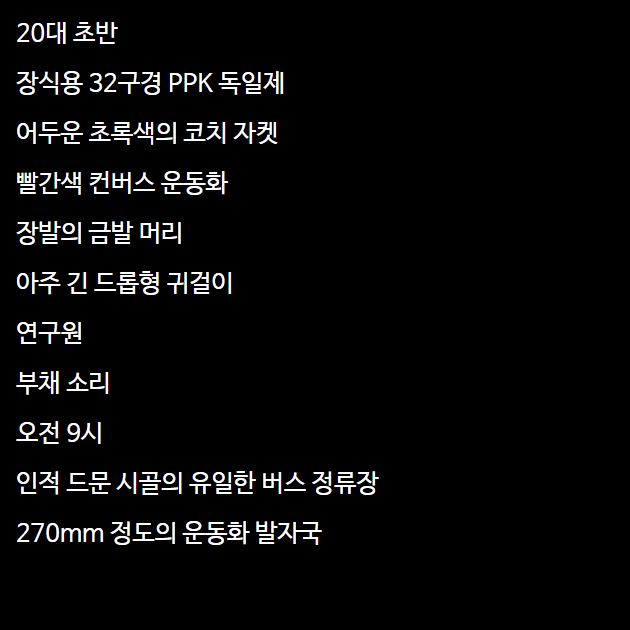 20대 초반
장식용 32구경 PPK 독일제
어두운 초록색의 코치 자켓
빨간색 컨버스 운동화
장발의 금발 머리
아주 긴 드롭형 귀걸이
연구원
부채 소리
오전 9시
인적 드문 시골의 유일한 버스 정류장
270mm 정도의 운동화 발자국